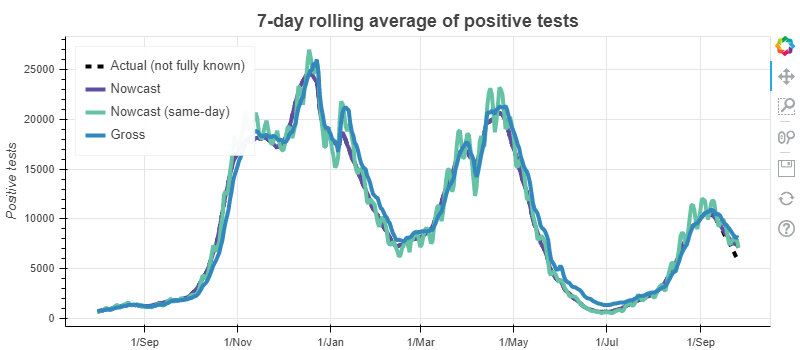 7-day rolling average of positive tests
Actual (not fully known)
Nowcast
Nowcast (same-day)
Gross
Positive tests
25000
20000
15000
10000
5000
0
1/Sep 1/Nov 1/Jan 1/Mar 1/May 1/Jul 1/Sep